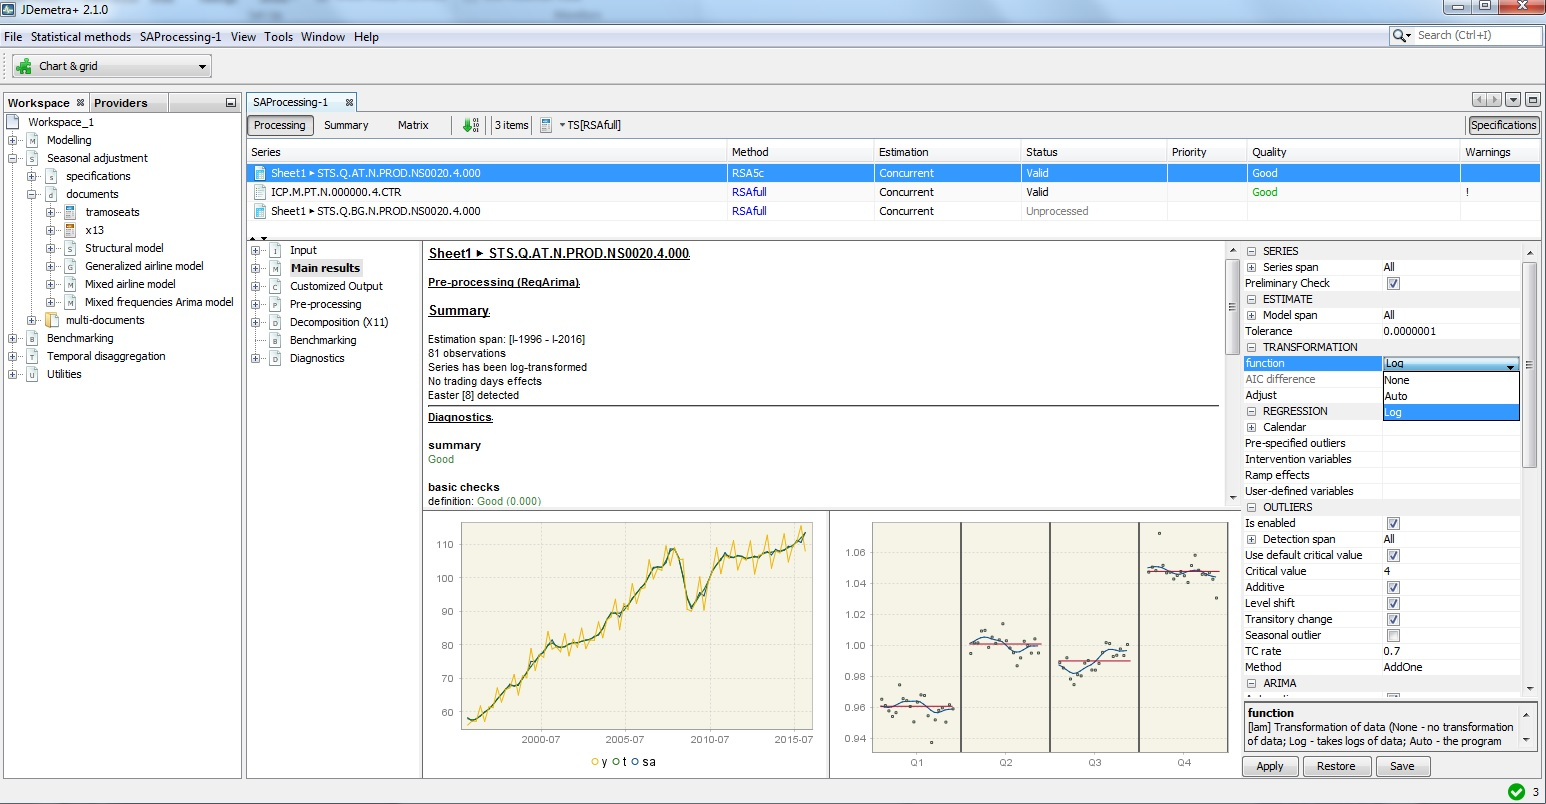 JDemetra+ 2.1.0
File Statistical methods SAProcessing-1 View Tools Window Help
Search (Ctrl+I)
Chart & grid
Workspace Providers
Workspace_1
Modelling
Seasonal adjustment
specifications
documents
tramoseats
x13
Structural model
Generalized airline model
Mixed airline model
Mixed frequencies Arima model
multi-documents
Benchmarking
Temporal disaggregation
Utilities
SAProcessing-1
Processing Summary Matrix 3 items TS[RSAfull] Specifications
Series Method Estimation Status Priority Quality Warnings
Sheet1 ▸ STS.Q.AT.N.PROD.NS0020.4.000 RSA5c Concurrent Valid Good
ICP.M.PT.N.000000.4.CTR RSAfull Concurrent Valid Good !
Sheet1 ▸ STS.Q.BG.N.PROD.NS0020.4.000 RSAfull Concurrent Unprocessed
Input
Main results
Customized Output
Pre-processing
Decomposition (X11)
Benchmarking
Diagnostics
Sheet1 ▸ STS.Q.AT.N.PROD.NS0020.4.000
Pre-processing (RegArima)
Summary
Estimation span: [I-1996 - I-2016]
81 observations
Series has been log-transformed
No trading days effects
Easter [8] detected
Diagnostics
summary
Good
basic checks
definition: Good (0.000)
110
100
90
80
70
60
2000-07 2005-07 2010-07 2015-07
y t sa
1.06
1.04
1.02
1.00
0.98
0.96
0.94
Q1 Q2 Q3 Q4
SERIES
Series span All
Preliminary Check
ESTIMATE
Model span All
Tolerance 0.0000001
TRANSFORMATION
function Log
None
Auto
Log
AIC difference
Adjust
REGRESSION
Calendar
Pre-specified outliers
Intervention variables
Ramp effects
User-defined variables
OUTLIERS
Is enabled
Detection span All
Use default critical value
Critical value 4
Additive
Level shift
Transitory change
Seasonal outlier
TC rate 0.7
Method AddOne
ARIMA
function
[lam] Transformation of data (None - no transformation
of data; Log - takes logs of data; Auto - the program
Apply Restore Save
3